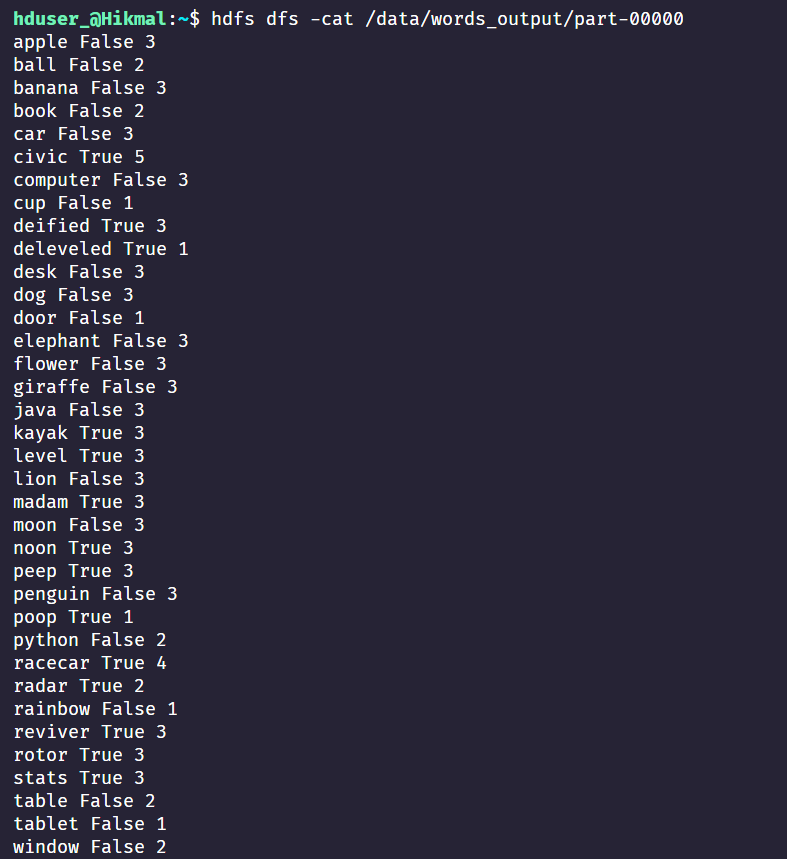 hduser_@Hikmal:~$ hdfs dfs -cat /data/words_output/part-00000
apple False 3
ball False 2
banana False 3
book False 2
car False 3
civic True 5
computer False 3
cup False 1
deified True 3
deleveled True 1
desk False 3
dog False 3
door False 1
elephant False 3
flower False 3
giraffe False 3
java False 3
kayak True 3
level True 3
lion False 3
madam True 3
moon False 3
noon True 3
peep True 3
penguin False 3
poop True 1
python False 2
racecar True 4
radar True 2
rainbow False 1
reviver True 3
rotor True 3
stats True 3
table False 2
tablet False 1
window False 2